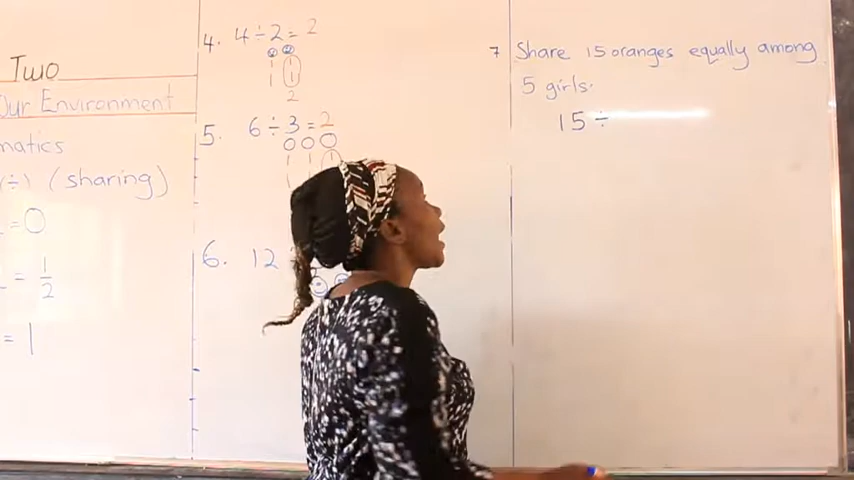 Two
Our Environment
matics
(÷) (sharing)
= 0
= 1/2
= 1
4. 4 ÷ 2 = 2
2
5. 6 ÷ 3 = 2
6. 12
7 Share 15 oranges equally among
5 girls.
15 ÷